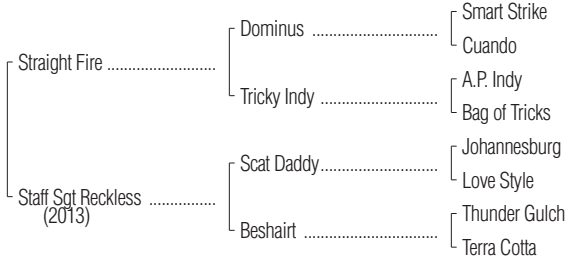 Smart Strike
Dominus ................................
Cuando
Straight Fire ............................
A.P. Indy
Tricky Indy ..............................
Bag of Tricks
Johannesburg
Scat Daddy..............................
Love Style
Staff Sgt Reckless .................
(2013)
Thunder Gulch
Beshairt ...................................
Terra Cotta